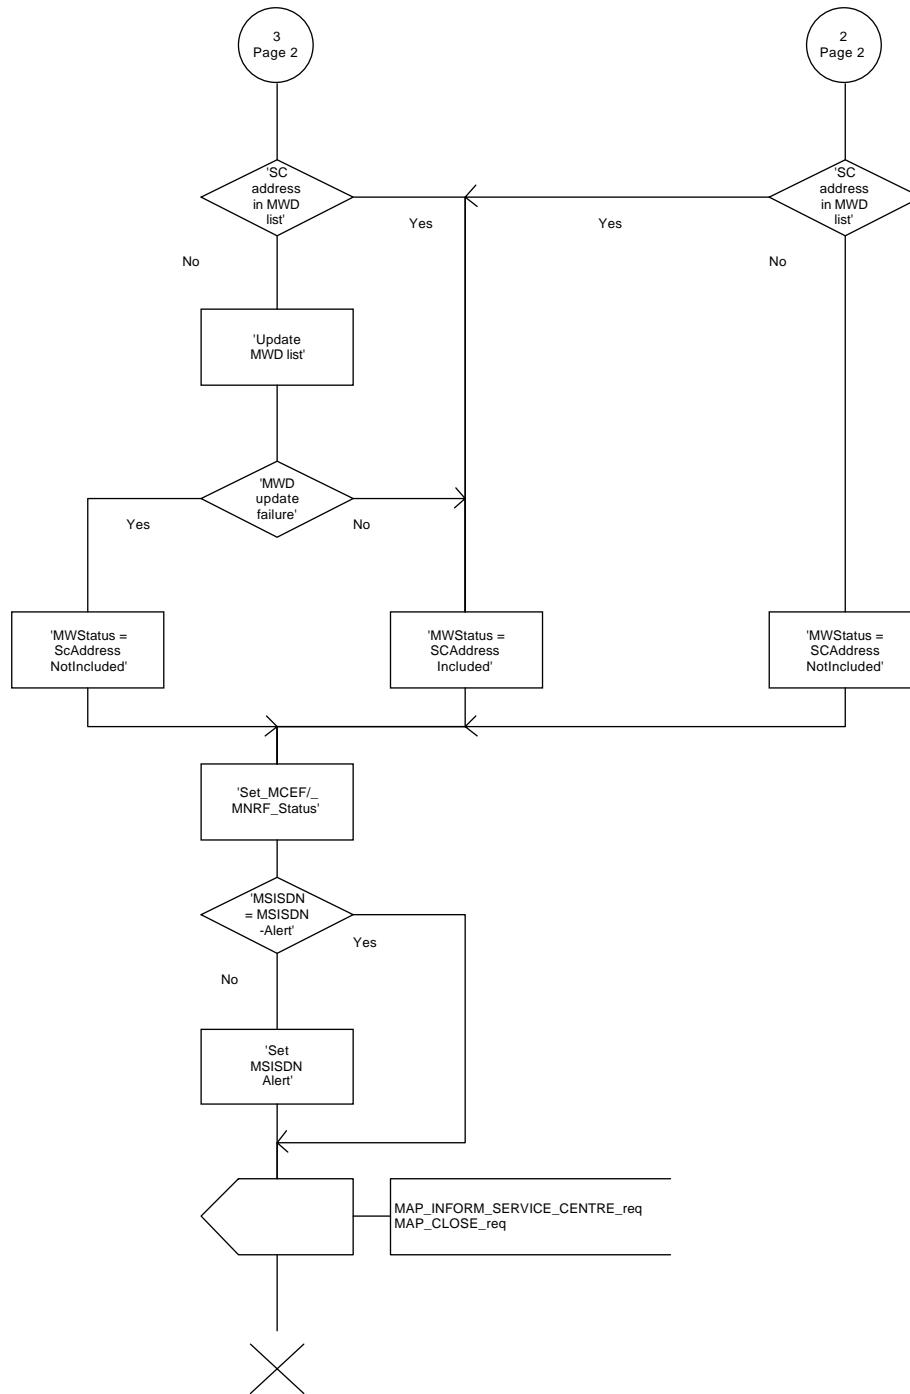 3
Page 2
2
Page 2
'SC
address
in MWD
list'
'SC
address
in MWD
list'
Yes
Yes
No
No
'Update
MWD list'
'MWD
update
failure'
Yes
No
'MWStatus =
ScAddress
NotIncluded'
'MWStatus =
SCAddress
Included'
'MWStatus =
SCAddress
NotIncluded'
'Set_MCEF/_
MNRF_Status'
'MSISDN
= MSISDN
-Alert'
Yes
No
'Set
MSISDN
Alert'
MAP_INFORM_SERVICE_CENTRE_req
MAP_CLOSE_req